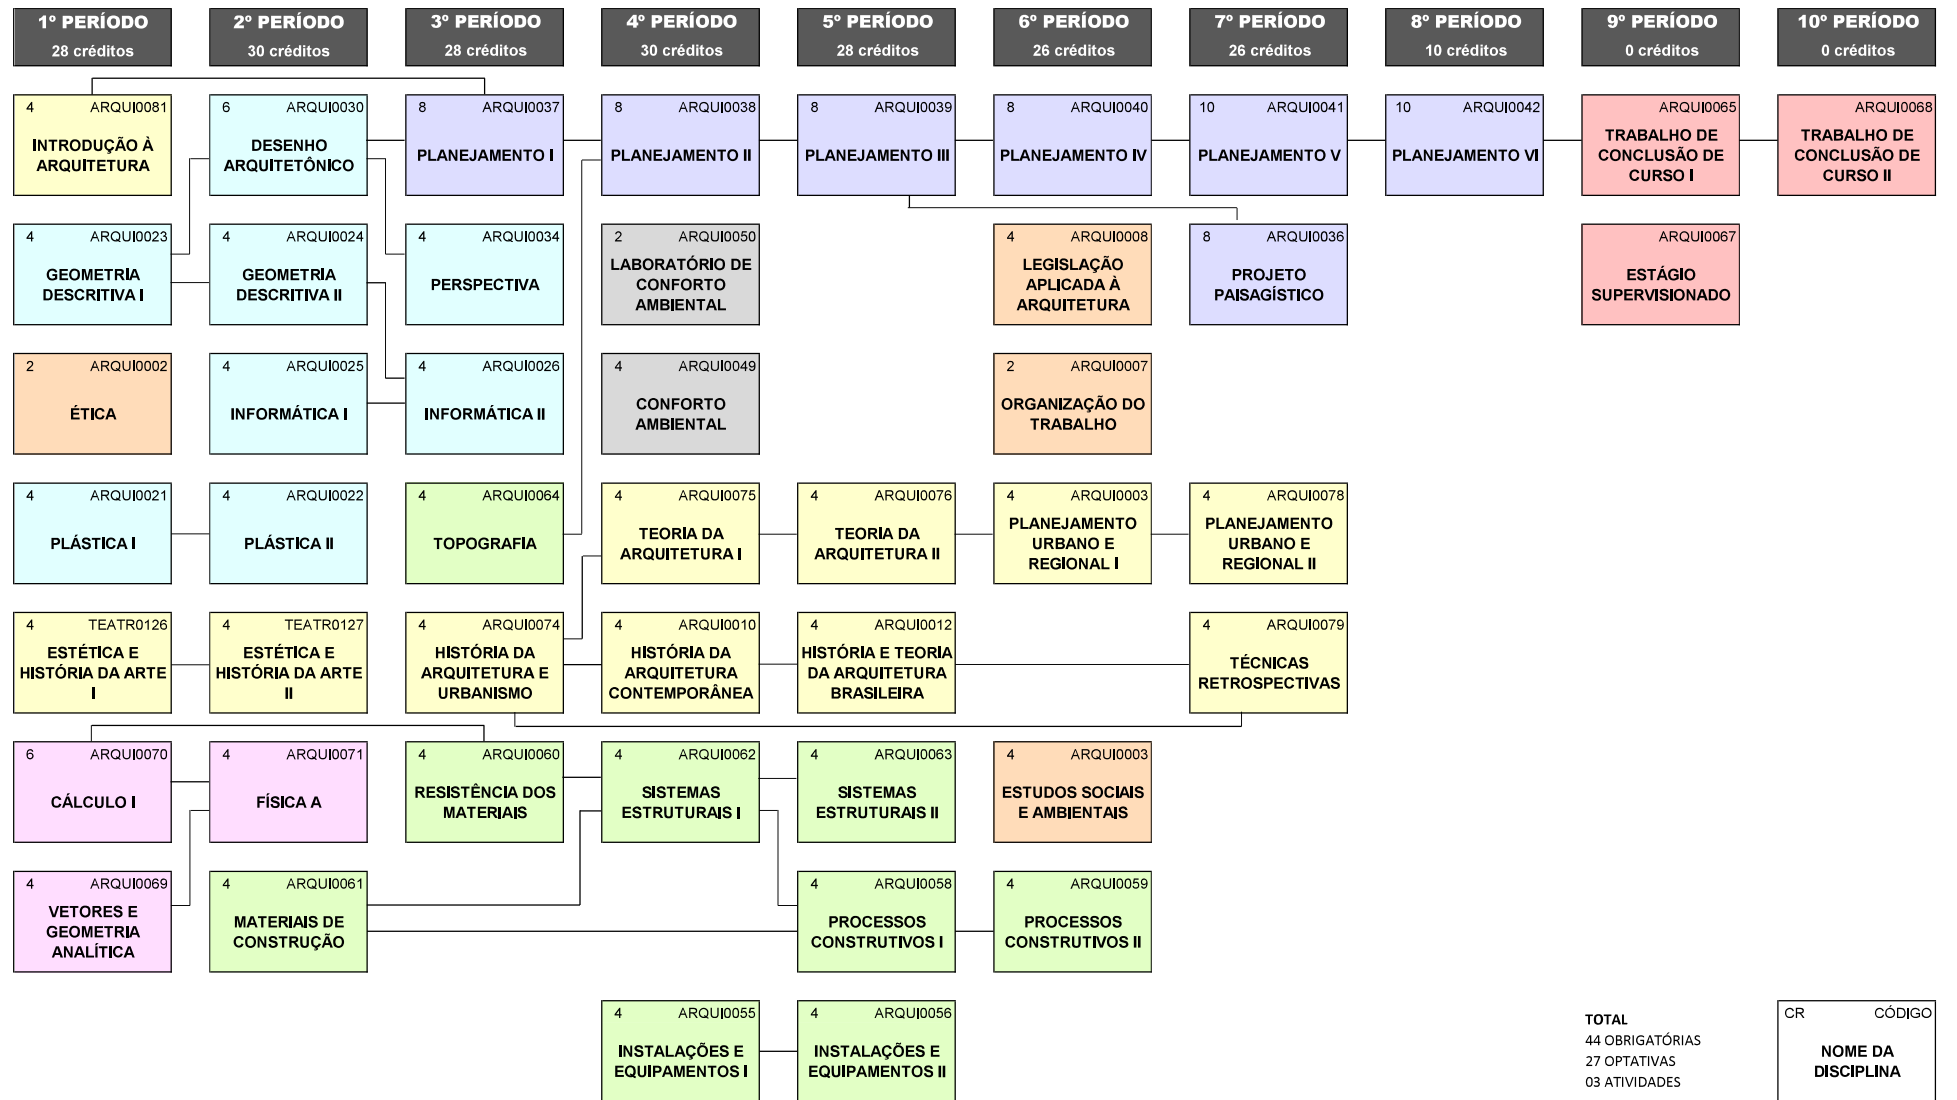 1º PERÍODO
28 créditos
2º PERÍODO
30 créditos
3º PERÍODO
28 créditos
4º PERÍODO
30 créditos
5º PERÍODO
28 créditos
6º PERÍODO
26 créditos
7º PERÍODO
26 créditos
8º PERÍODO
10 créditos
9º PERÍODO
0 créditos
10º PERÍODO
0 créditos
4 ARQUI0081
INTRODUÇÃO À
ARQUITETURA
6 ARQUI0030
DESENHO
ARQUITETÔNICO
8 ARQUI0037
PLANEJAMENTO I
8 ARQUI0038
PLANEJAMENTO II
8 ARQUI0039
PLANEJAMENTO III
8 ARQUI0040
PLANEJAMENTO IV
10 ARQUI0041
PLANEJAMENTO V
10 ARQUI0042
PLANEJAMENTO VI
ARQUI0065
TRABALHO DE
CONCLUSÃO DE
CURSO I
ARQUI0068
TRABALHO DE
CONCLUSÃO DE
CURSO II
4 ARQUI0023
GEOMETRIA
DESCRITIVA I
4 ARQUI0024
GEOMETRIA
DESCRITIVA II
4 ARQUI0034
PERSPECTIVA
2 ARQUI0050
LABORATÓRIO DE
CONFORTO
AMBIENTAL
4 ARQUI0008
LEGISLAÇÃO
APLICADA À
ARQUITETURA
8 ARQUI0036
PROJETO
PAISAGÍSTICO
ARQUI0067
ESTÁGIO
SUPERVISIONADO
2 ARQUI0002
ÉTICA
4 ARQUI0025
INFORMÁTICA I
4 ARQUI0026
INFORMÁTICA II
4 ARQUI0049
CONFORTO
AMBIENTAL
2 ARQUI0007
ORGANIZAÇÃO DO
TRABALHO
4 ARQUI0021
PLÁSTICA I
4 ARQUI0022
PLÁSTICA II
4 ARQUI0064
TOPOGRAFIA
4 ARQUI0075
TEORIA DA
ARQUITETURA I
4 ARQUI0076
TEORIA DA
ARQUITETURA II
4 ARQUI0003
PLANEJAMENTO
URBANO E
REGIONAL I
4 ARQUI0078
PLANEJAMENTO
URBANO E
REGIONAL II
4 TEATR0126
ESTÉTICA E
HISTÓRIA DA ARTE
I
4 TEATR0127
ESTÉTICA E
HISTÓRIA DA ARTE
II
4 ARQUI0074
HISTÓRIA DA
ARQUITETURA E
URBANISMO
4 ARQUI0010
HISTÓRIA DA
ARQUITETURA
CONTEMPORÂNEA
4 ARQUI0012
HISTÓRIA E TEORIA
DA ARQUITETURA
BRASILEIRA
4 ARQUI0079
TÉCNICAS
RETROSPECTIVAS
6 ARQUI0070
CÁLCULO I
4 ARQUI0071
FÍSICA A
4 ARQUI0060
RESISTÊNCIA DOS
MATERIAIS
4 ARQUI0062
SISTEMAS
ESTRUTURAIS I
4 ARQUI0063
SISTEMAS
ESTRUTURAIS II
4 ARQUI0003
ESTUDOS SOCIAIS
E AMBIENTAIS
4 ARQUI0069
VETORES E
GEOMETRIA
ANALÍTICA
4 ARQUI0061
MATERIAIS DE
CONSTRUÇÃO
4 ARQUI0058
PROCESSOS
CONSTRUTIVOS I
4 ARQUI0059
PROCESSOS
CONSTRUTIVOS II
4 ARQUI0055
INSTALAÇÕES E
EQUIPAMENTOS I
4 ARQUI0056
INSTALAÇÕES E
EQUIPAMENTOS II
TOTAL
44 OBRIGATÓRIAS
27 OPTATIVAS
03 ATIVIDADES
CR CÓDIGO
NOME DA
DISCIPLINA